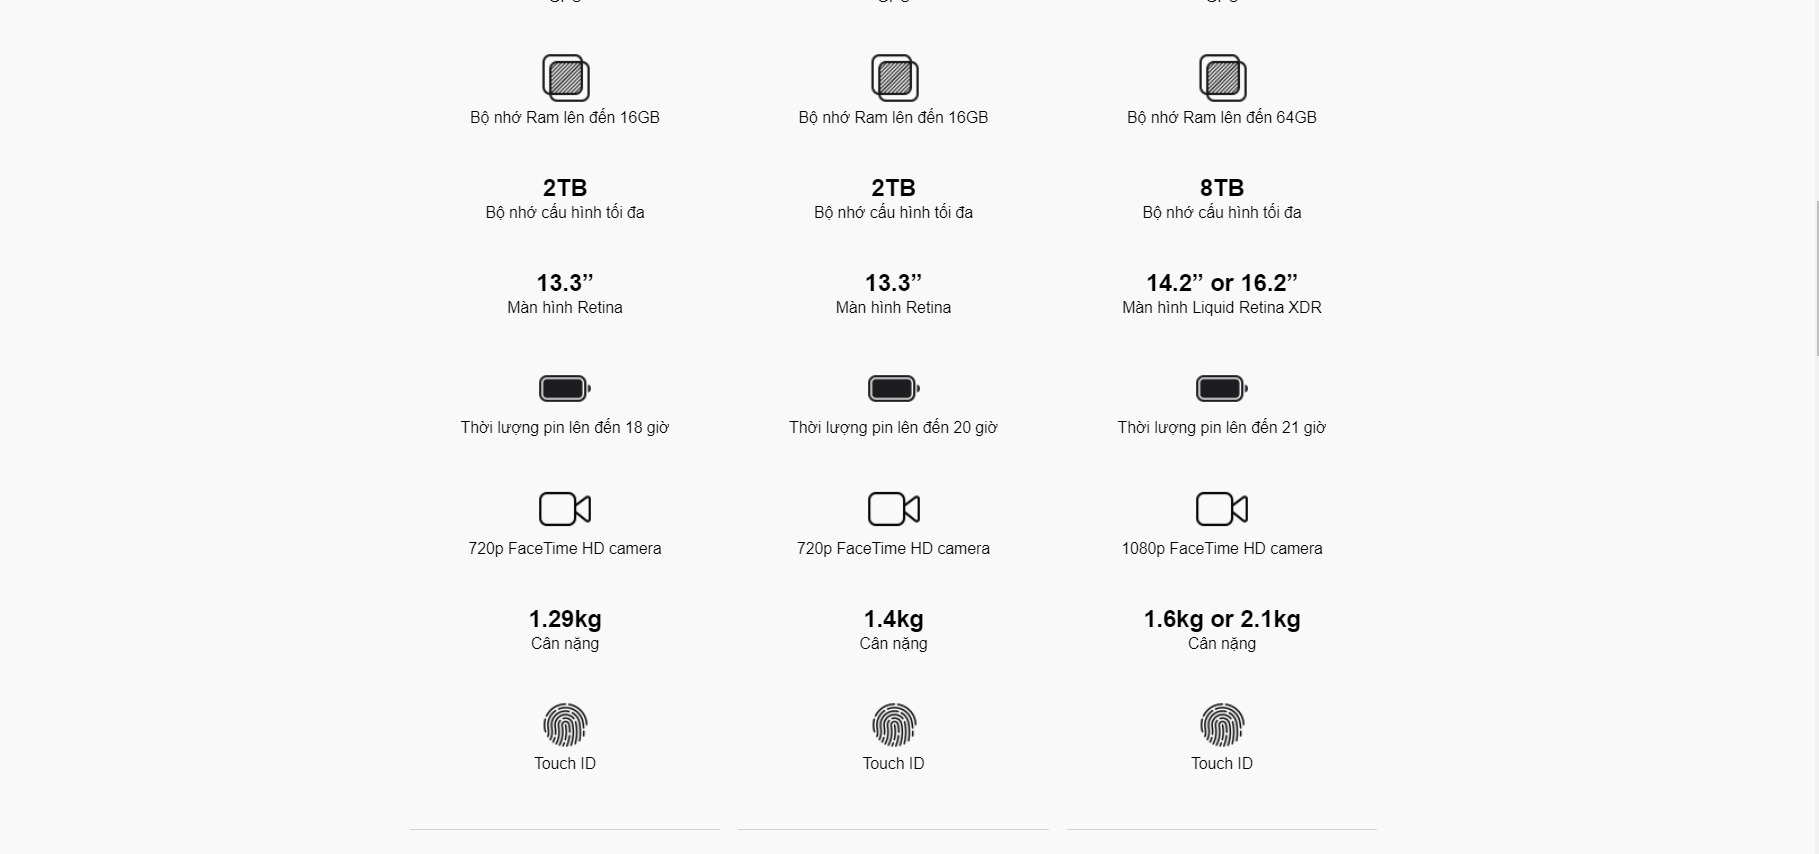 Bộ nhớ Ram lên đến 16GB
Bộ nhớ Ram lên đến 16GB
Bộ nhớ Ram lên đến 64GB
2TB
2TB
8TB
Bộ nhớ cấu hình tối đa
Bộ nhớ cấu hình tối đa
Bộ nhớ cấu hình tối đa
13.3”
13.3”
14.2” or 16.2”
Màn hình Retina
Màn hình Retina
Màn hình Liquid Retina XDR
Thời lượng pin lên đến 18 giờ
Thời lượng pin lên đến 20 giờ
Thời lượng pin lên đến 21 giờ
720p FaceTime HD camera
720p FaceTime HD camera
1080p FaceTime HD camera
1.29kg
1.4kg
1.6kg or 2.1kg
Cân nặng
Cân nặng
Cân nặng
Touch ID
Touch ID
Touch ID